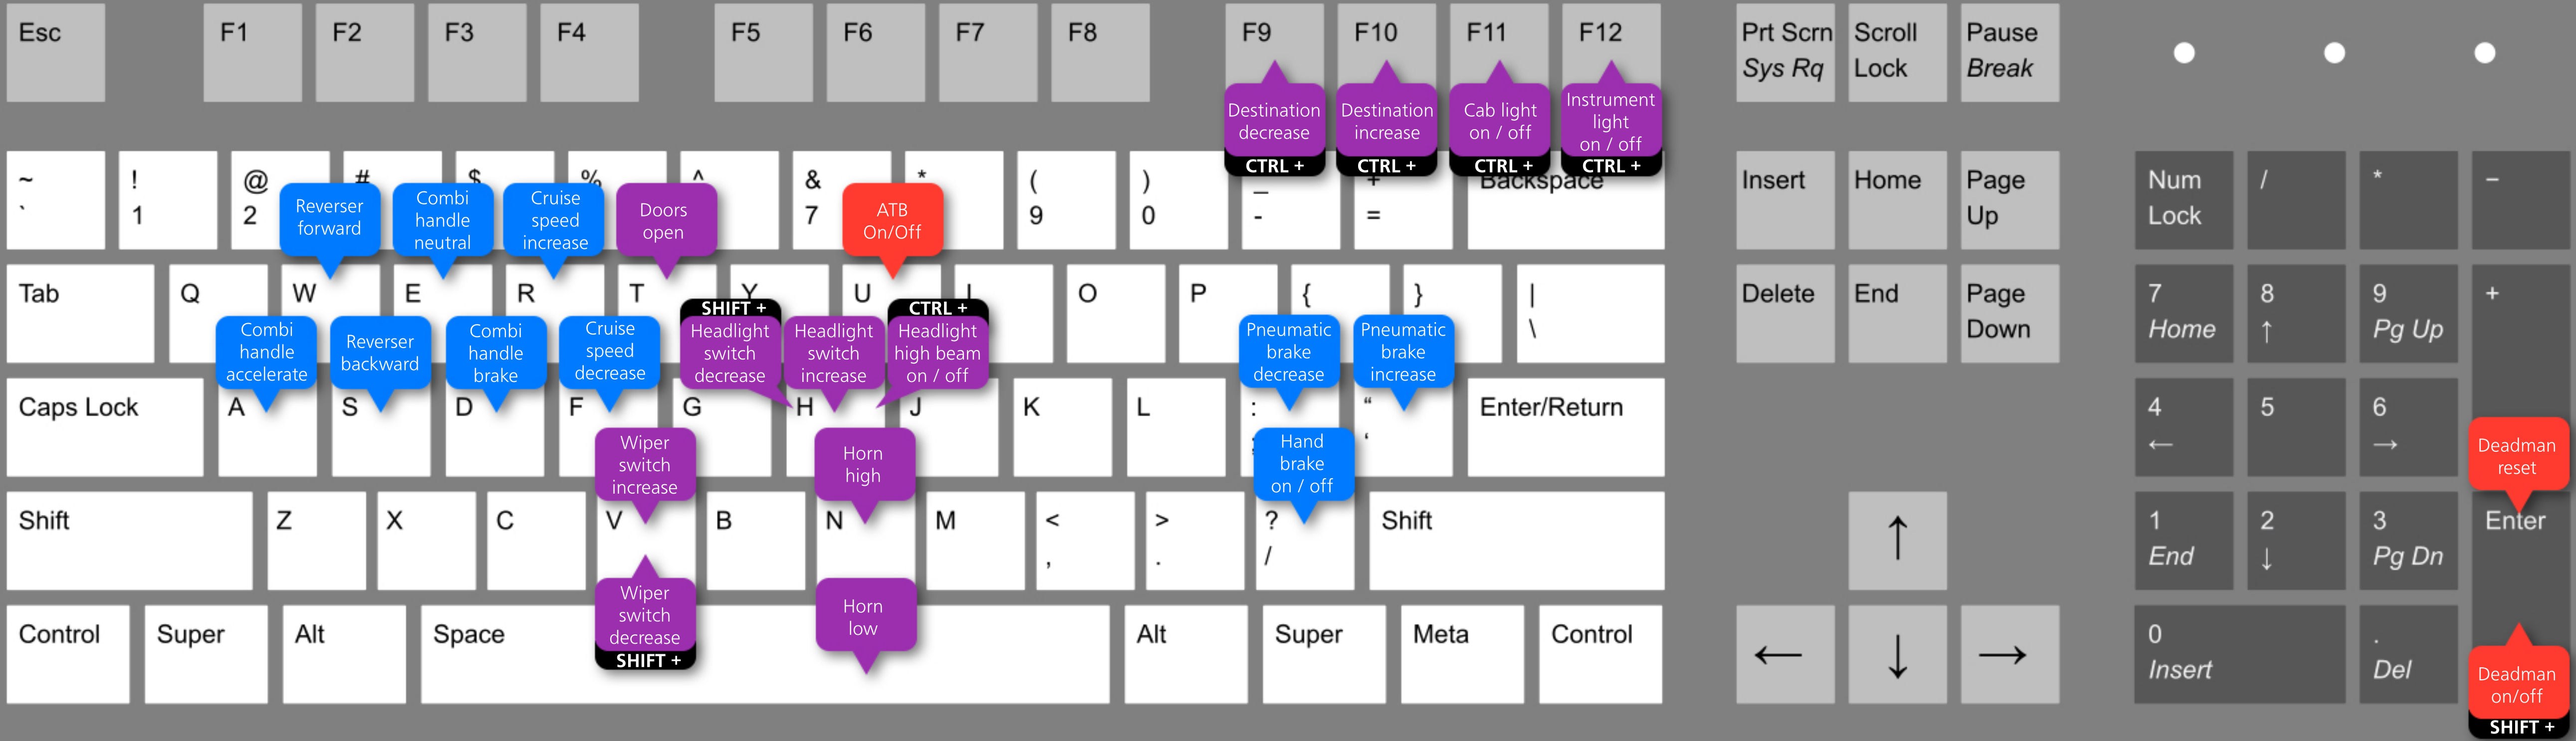 Esc
F1
F2
F3
F4
F5
F6
F7
F8
F9
F10
F11
F12
Prt Scrn
Sys Rq
Scroll
Lock
Pause
Break
Destination
decrease
CTRL +
Destination
increase
CTRL +
Cab light
on / off
CTRL +
Instrument
light
on / off
CTRL +
~
`
!
1
@
2
#
$
%
^
&
7
*
(
9
)
0
_
-
+
=
Backspace
Insert
Home
Page
Up
Num
Lock
/
*
–
Reverser
forward
Combi
handle
neutral
Cruise
speed
increase
Doors
open
ATB
On/Off
Tab
Q
W
E
R
T
Y
U
I
O
P
{
}
|
\
Delete
End
Page
Down
7
Home
8
↑
9
Pg Up
+
Combi
handle
accelerate
Reverser
backward
Combi
handle
brake
Cruise
speed
decrease
SHIFT +
Headlight
switch
decrease
Headlight
switch
increase
CTRL +
Headlight
high beam
on / off
Pneumatic
brake
decrease
Pneumatic
brake
increase
Caps Lock
A
S
D
F
G
H
J
K
L
:
;
“
‘
Enter/Return
4
←
5
6
→
Wiper
switch
increase
Horn
high
Hand
brake
on / off
Deadman
reset
Shift
Z
X
C
V
B
N
M
<
,
>
.
?
/
Shift
↑
1
End
2
↓
3
Pg Dn
Enter
Wiper
switch
decrease
SHIFT +
Horn
low
Control
Super
Alt
Space
Alt
Super
Meta
Control
←
↓
→
0
Insert
.
Del
Deadman
on/off
SHIFT +